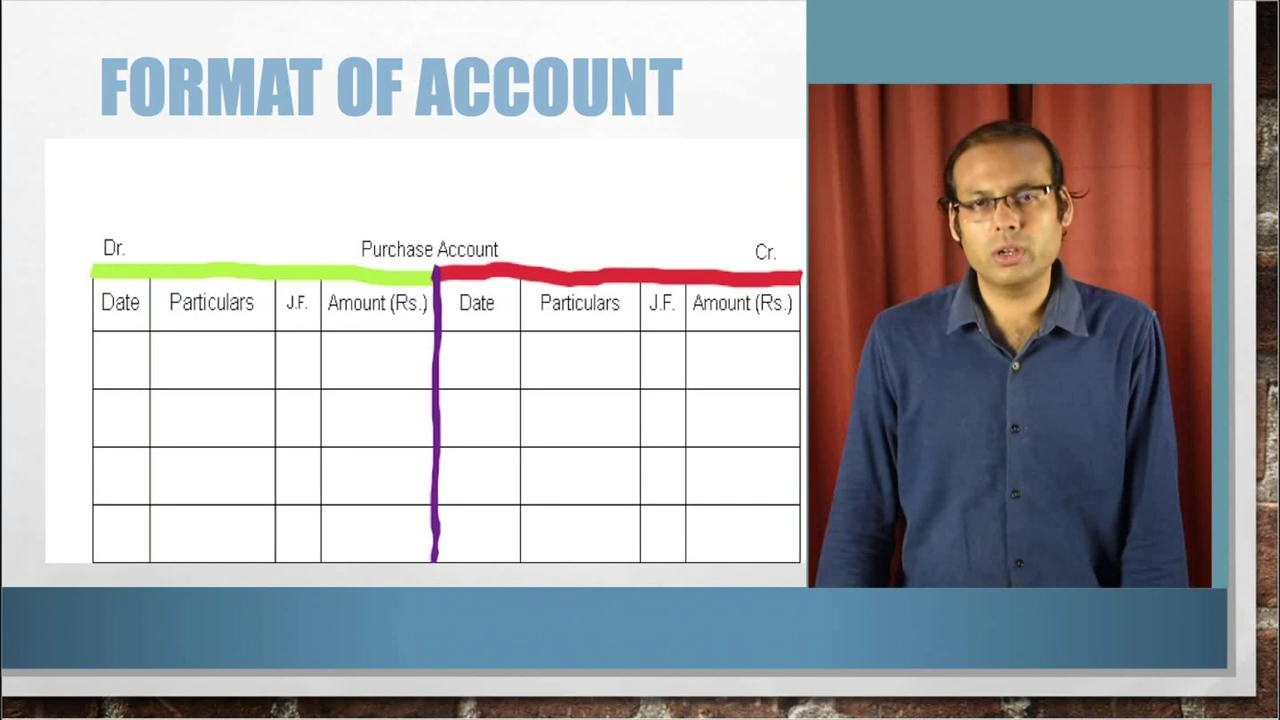 FORMAT OF ACCOUNT
Dr. Purchase Account Cr.
Date Particulars J.F. Amount (Rs.) Date Particulars J.F. Amount (Rs.)